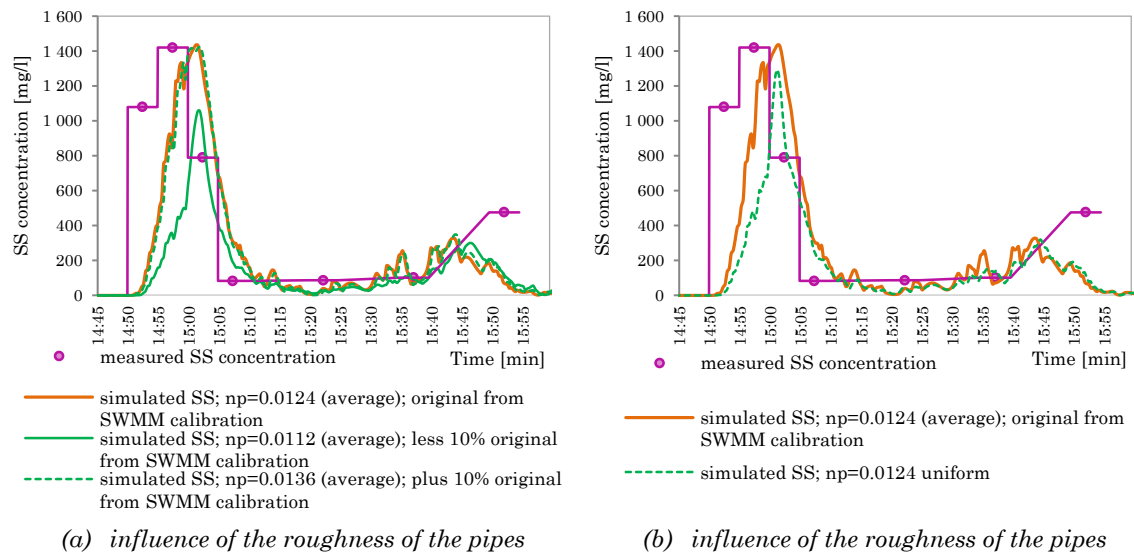 SS concentration [mg/l]
1 600
1 400
1 200
1 000
800
600
400
200
0
14:45
14:50
14:55
15:00
15:05
15:10
15:15
15:20
15:25
15:30
15:35
15:40
15:45
15:50
15:55
Time [min]
measured SS concentration
simulated SS; np=0.0124 (average); original from
SWMM calibration
simulated SS; np=0.0112 (average); less 10% original
from SWMM calibration
simulated SS; np=0.0136 (average); plus 10% original
from SWMM calibration
(a) influence of the roughness of the pipes
SS concentration [mg/l]
1 600
1 400
1 200
1 000
800
600
400
200
0
14:45
14:50
14:55
15:00
15:05
15:10
15:15
15:20
15:25
15:30
15:35
15:40
15:45
15:50
15:55
Time [min]
measured SS concentration
simulated SS; np=0.0124 (average); original from
SWMM calibration
simulated SS; np=0.0124 uniform
(b) influence of the roughness of the pipes